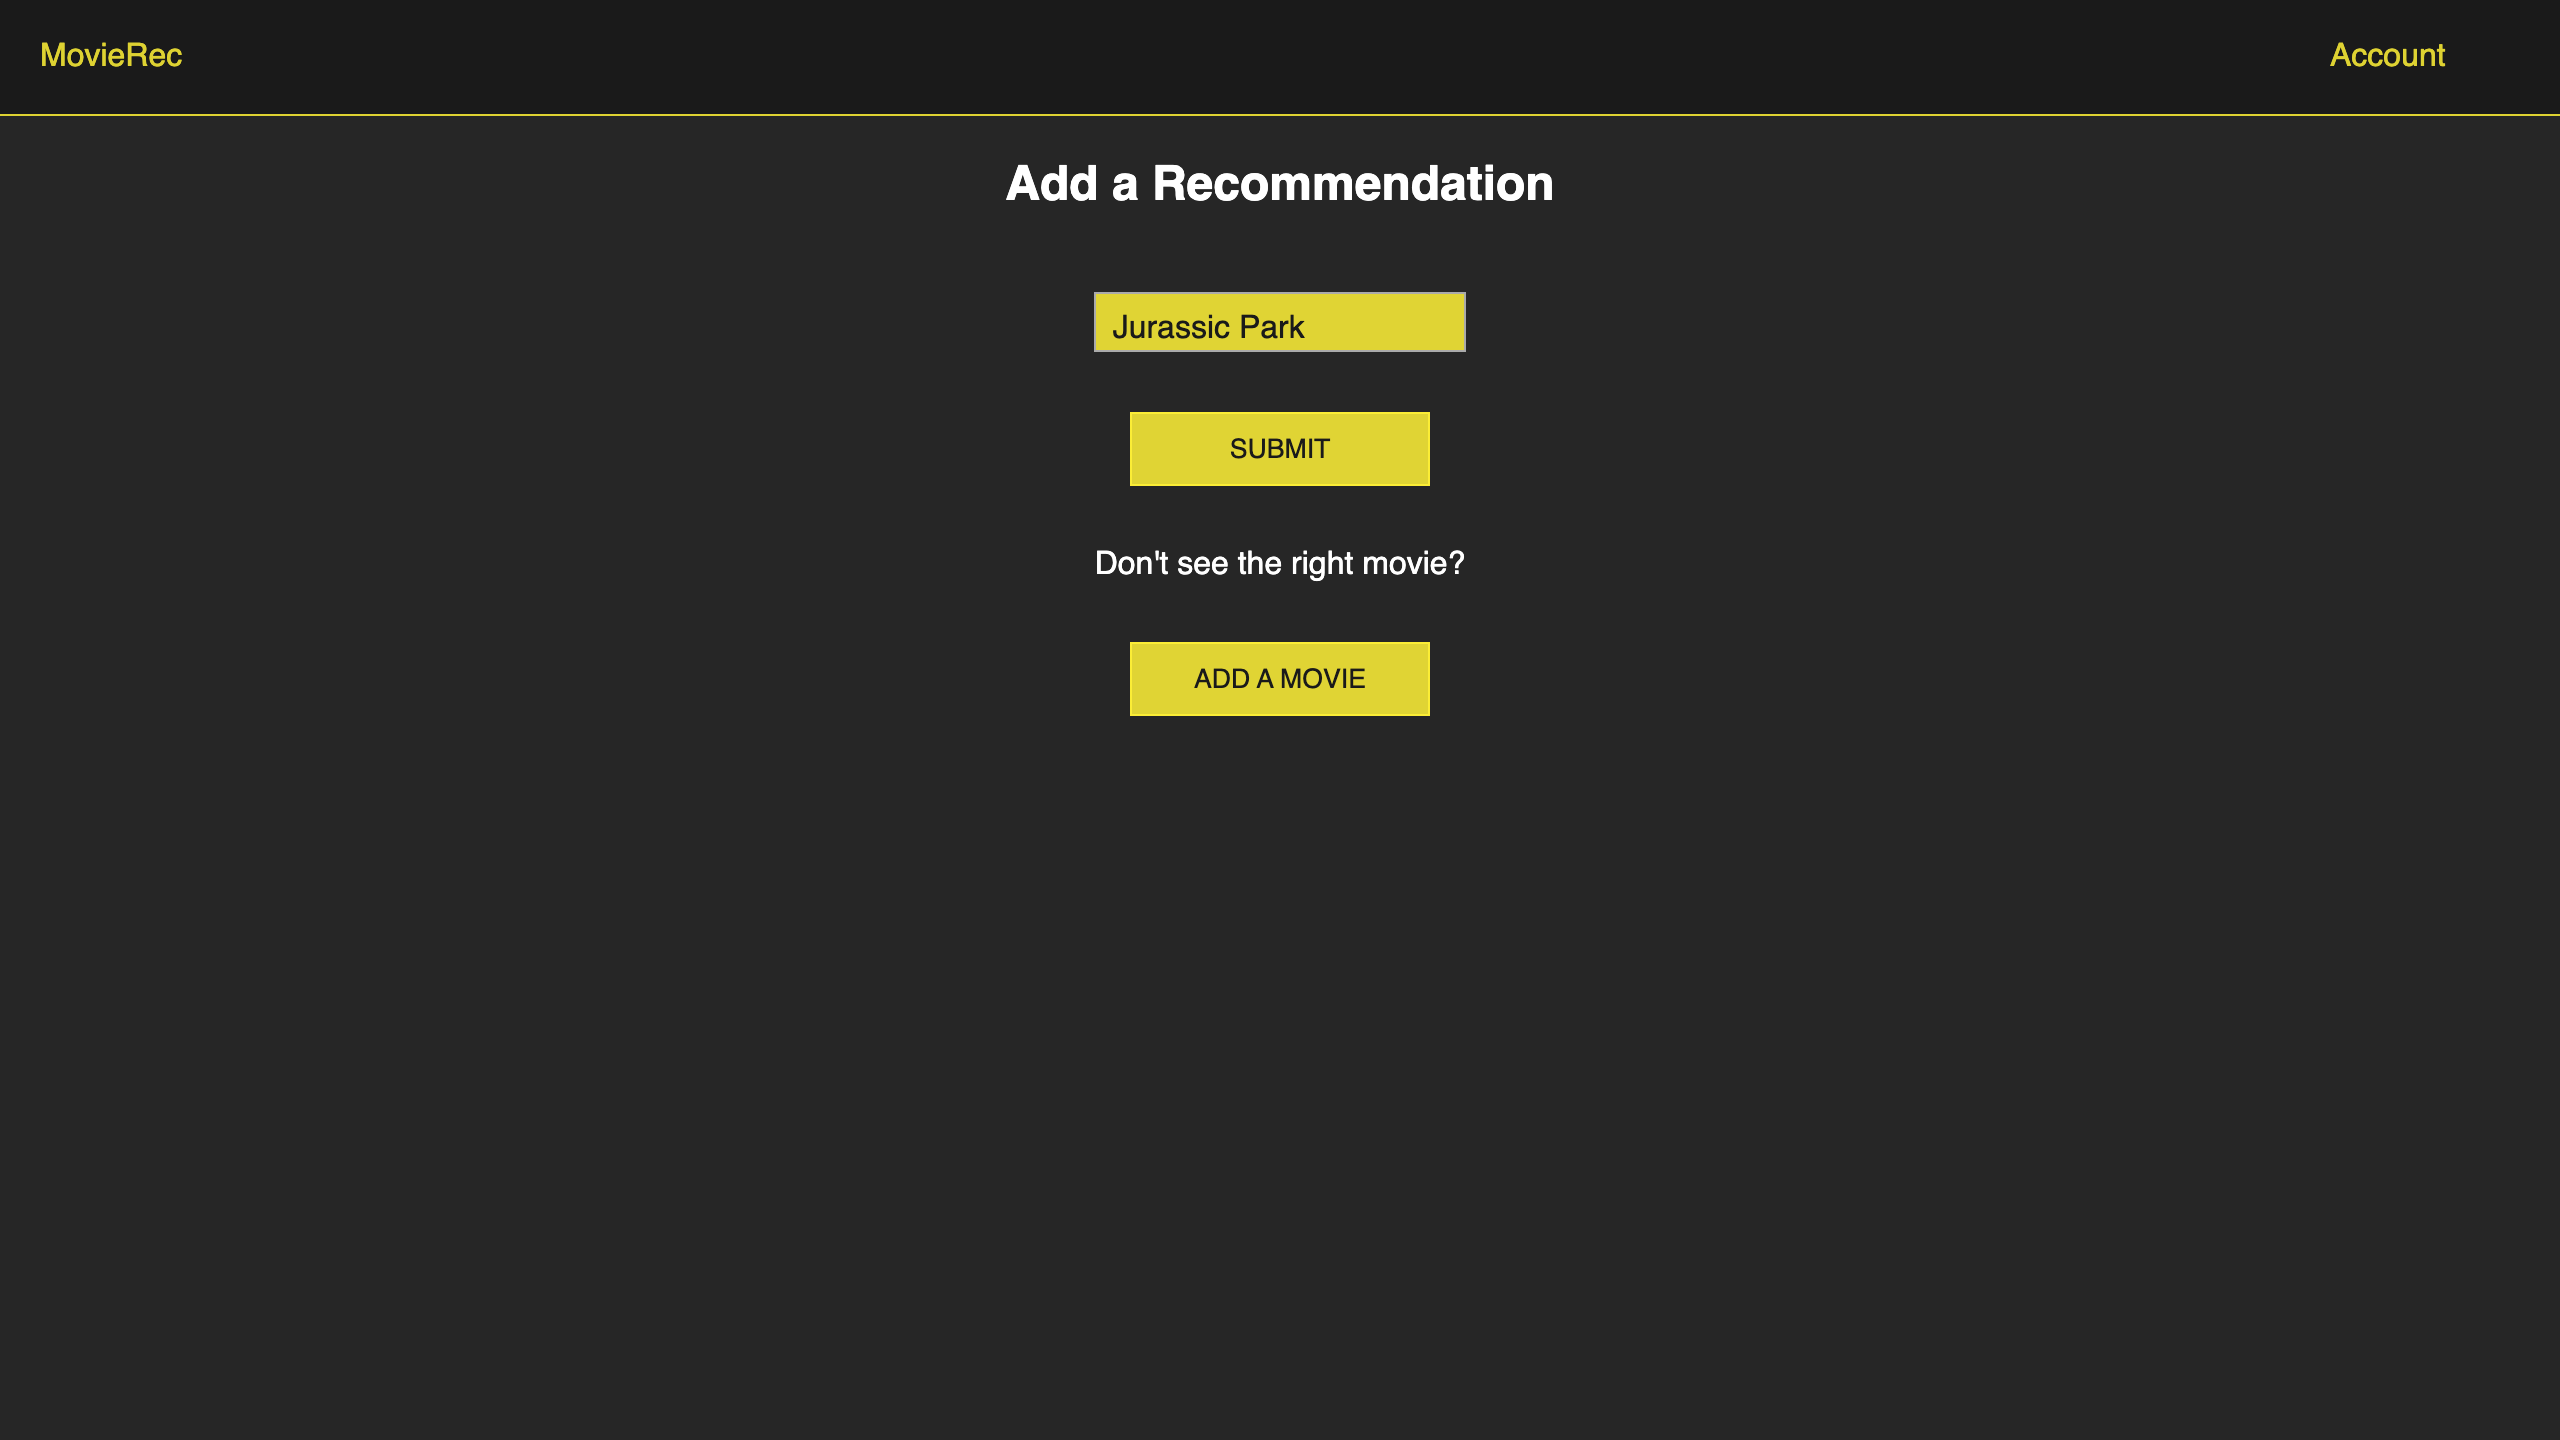 MovieRec
Account
Add a Recommendation
Jurassic Park
SUBMIT
Don't see the right movie?
ADD A MOVIE